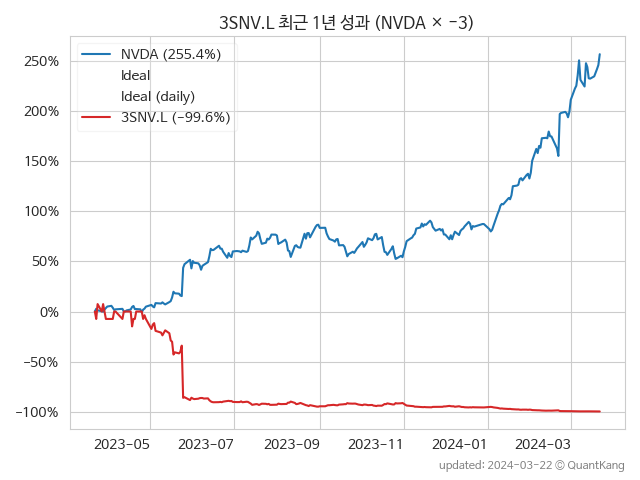 3SNV.L 최근 1년 성과 (NVDA × −3)
NVDA (255.4%)
Ideal
Ideal (daily)
3SNV.L (−99.6%)
250%
200%
150%
100%
50%
0%
−50%
−100%
2023-05
2023-07
2023-09
2023-11
2024-01
2024-03
updated: 2024-03-22 © QuantKang